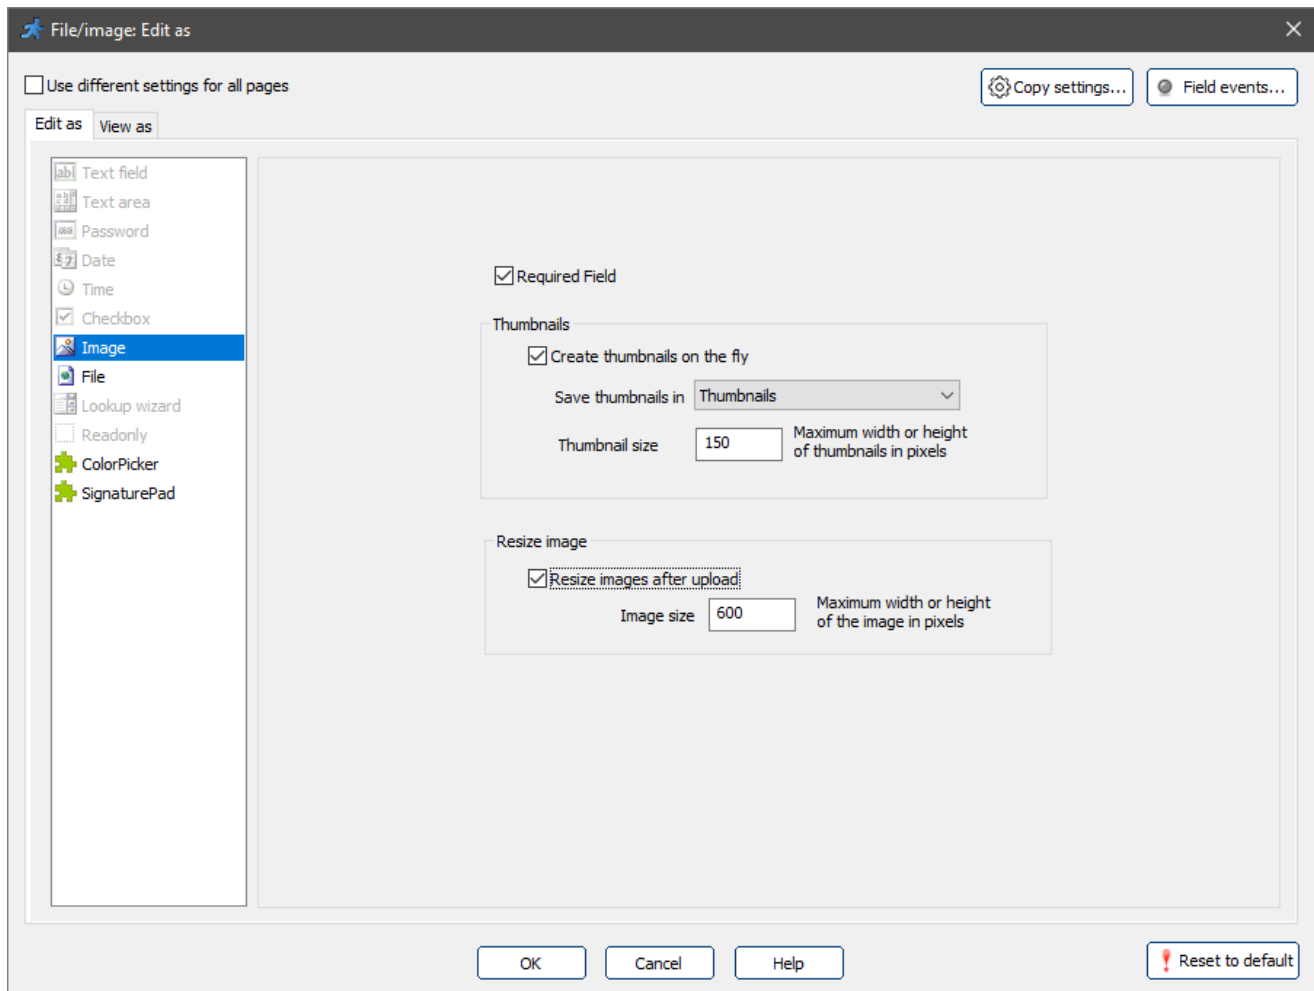 File/image: Edit as
Use different settings for all pages
Copy settings...
Field events...
Edit as
View as
Text field
Text area
Password
Date
Time
Checkbox
Image
File
Lookup wizard
Readonly
ColorPicker
SignaturePad
Required Field
Thumbnails
Create thumbnails on the fly
Save thumbnails in Thumbnails
Thumbnail size 150
Maximum width or height
of thumbnails in pixels
Resize image
Resize images after upload
Image size 600
Maximum width or height
of the image in pixels
OK
Cancel
Help
Reset to default